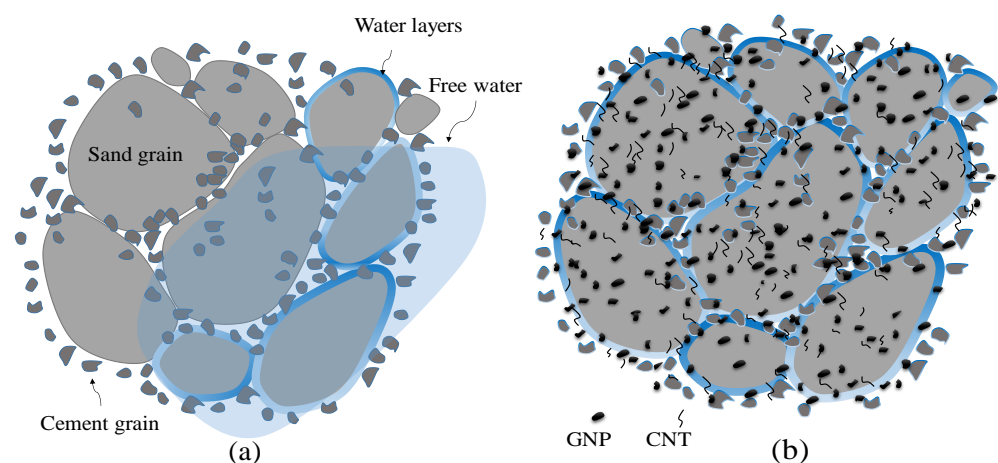 Water layers
Free water
Sand grain
Cement grain
(a)
GNP
CNT
(b)